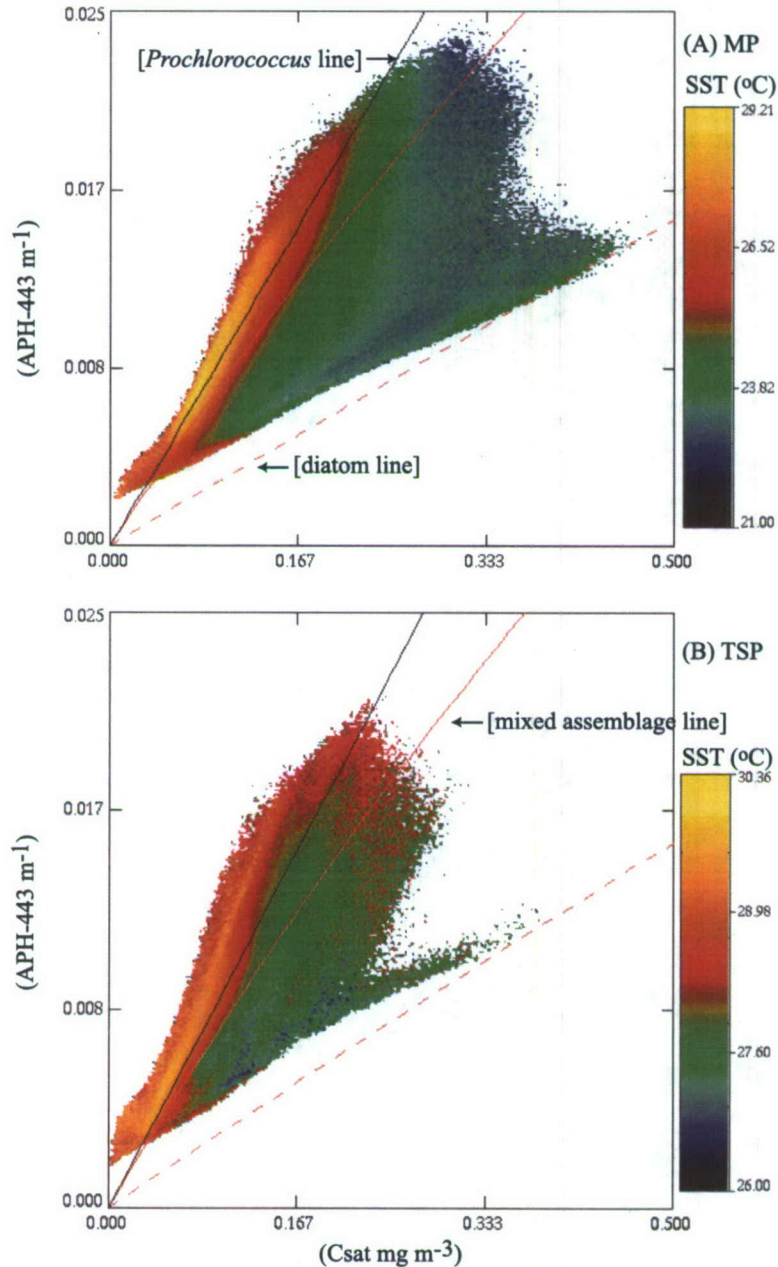 0.025
[Prochlorococcus line]
(A) MP
SST (ºC)
29.21
0.017
26.52
(APH-443 m-1)
0.008
23.82
[diatom line]
0.000
21.00
0.000 0.167 0.333 0.500
0.025
(B) TSP
[mixed assemblage line]
SST (ºC)
30.36
0.017
28.98
(APH-443 m-1)
0.008
27.60
0.000
26.00
0.000 0.167 0.333 0.500
(Csat mg m-3)